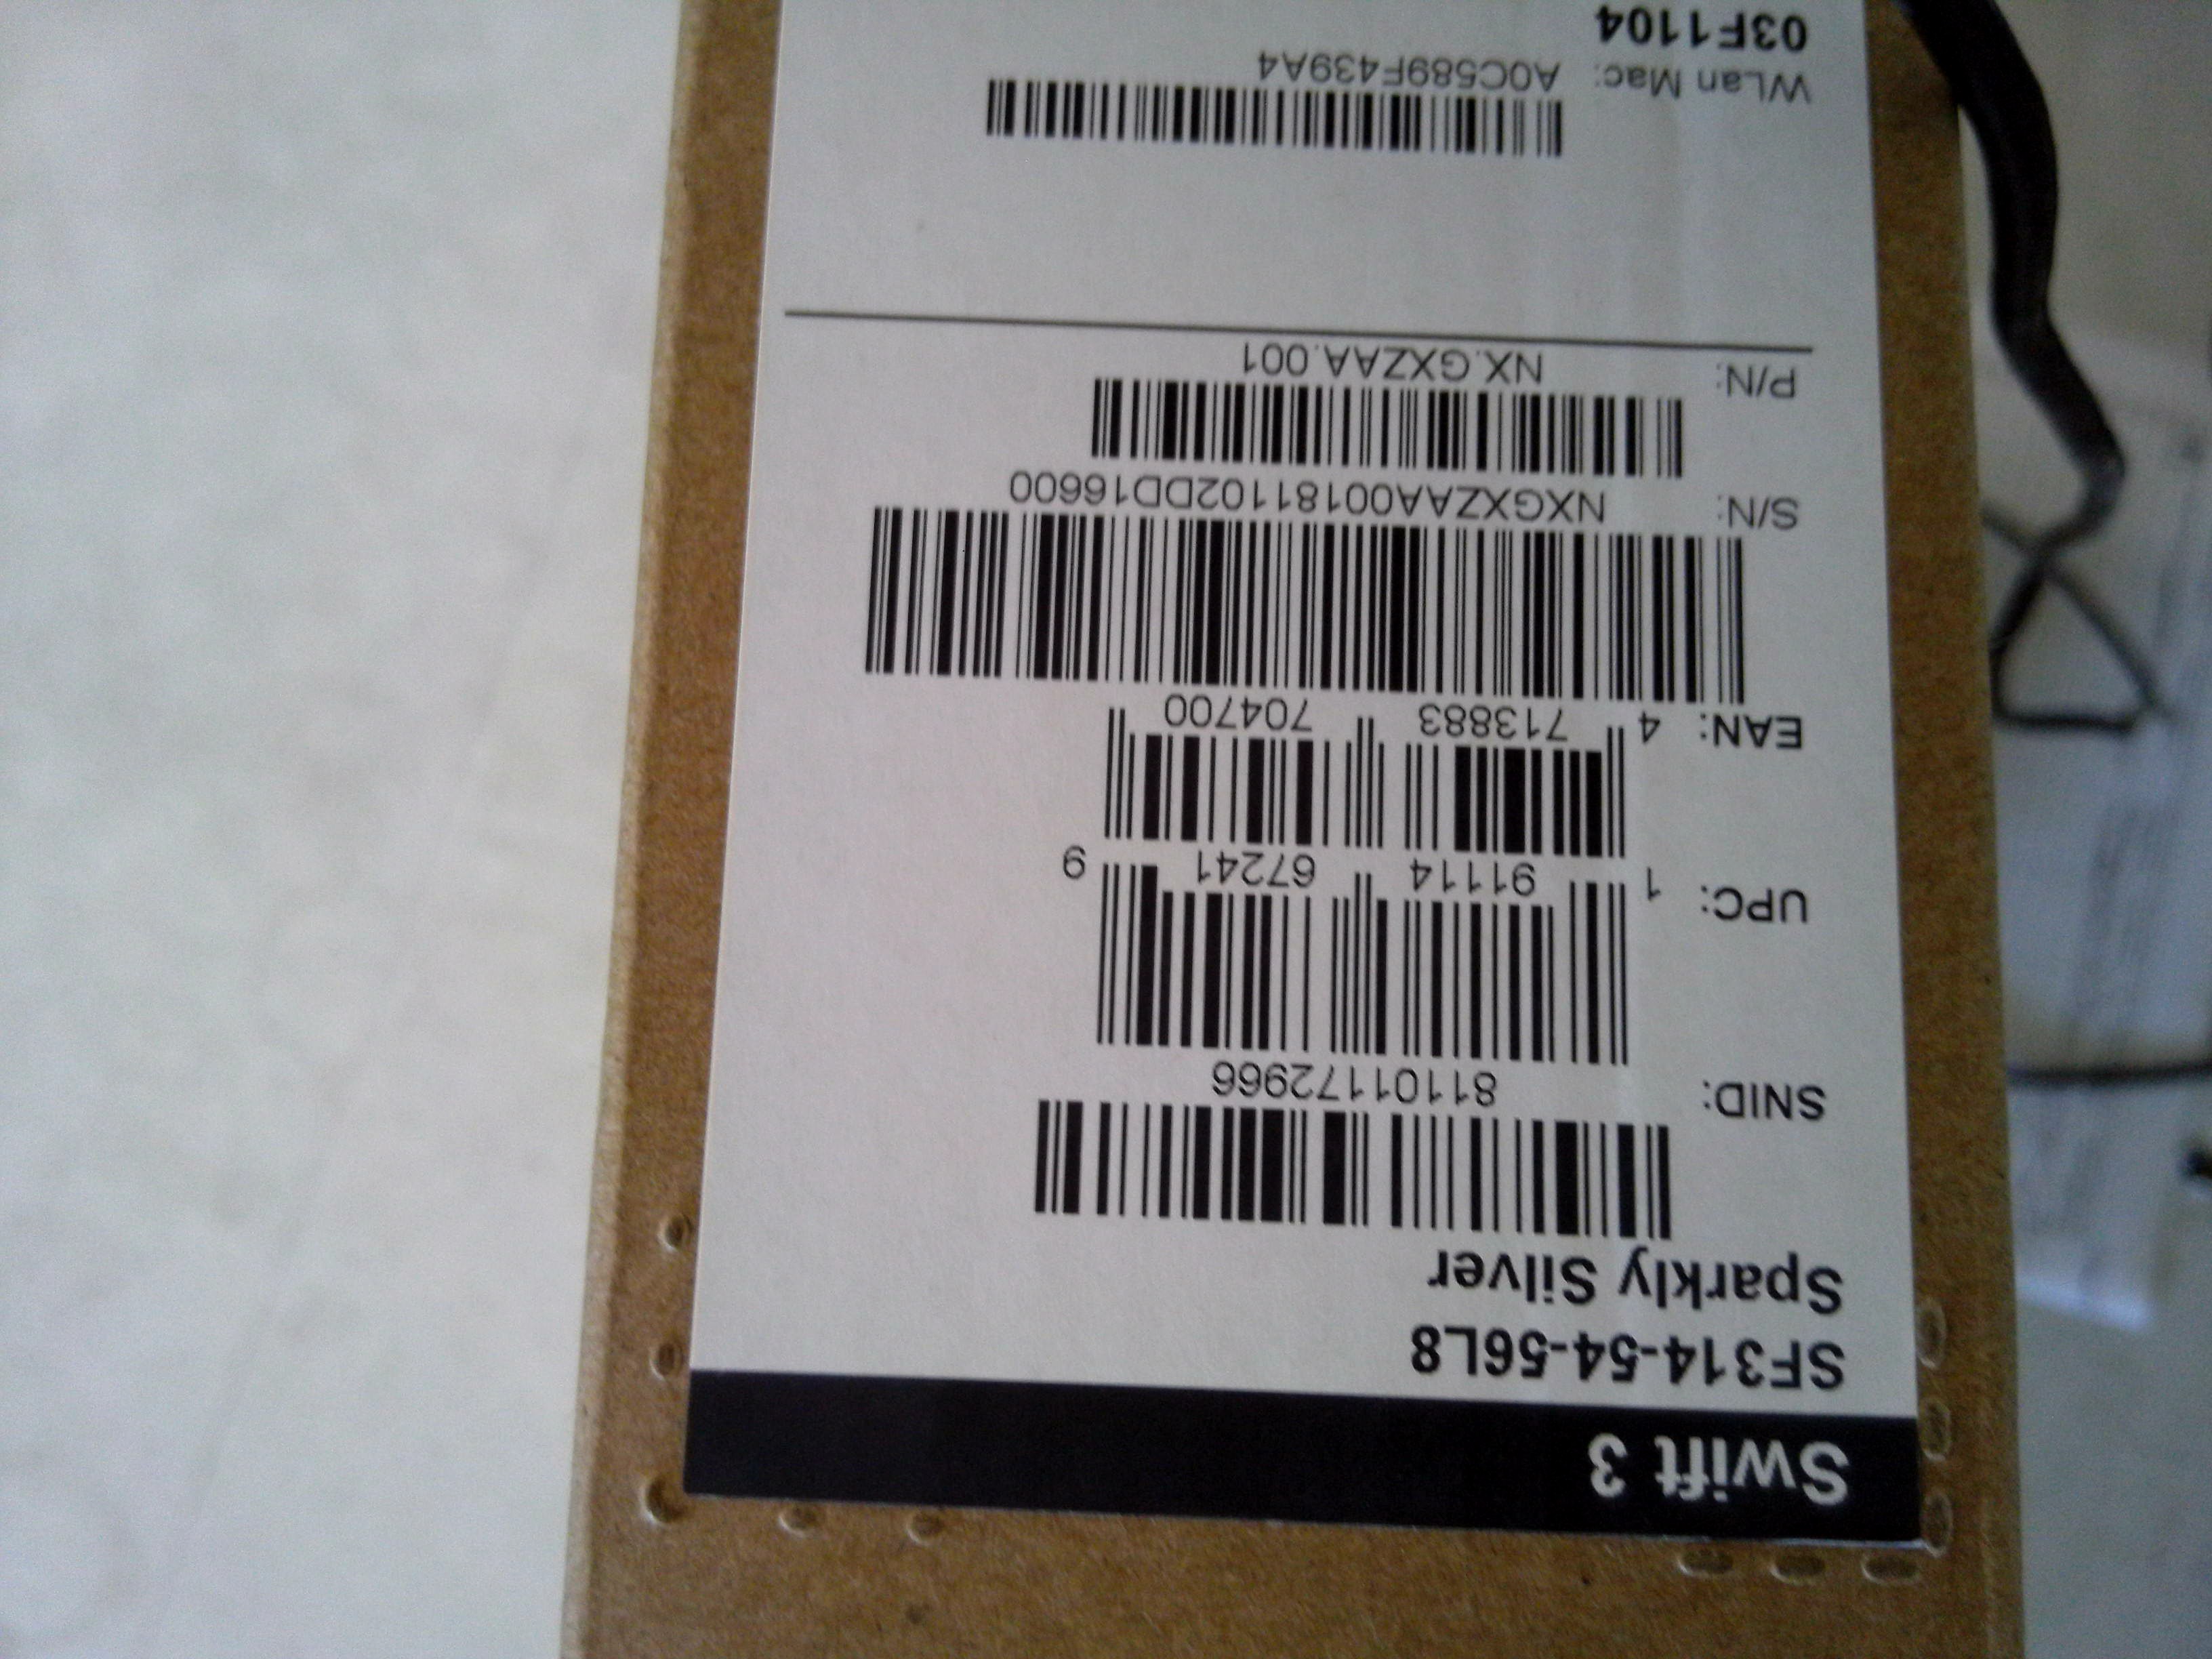 Swift 3
SF314-54-56L8
Sparkly Silver
SNID: 81101172966
UPC: 1 91114 67241 9
EAN: 4 713883 704700
S/N: NXGXZAA00181102DD16600
P/N: NX.GXZAA.001
WLan Mac: A0C589F439A4
03F1104